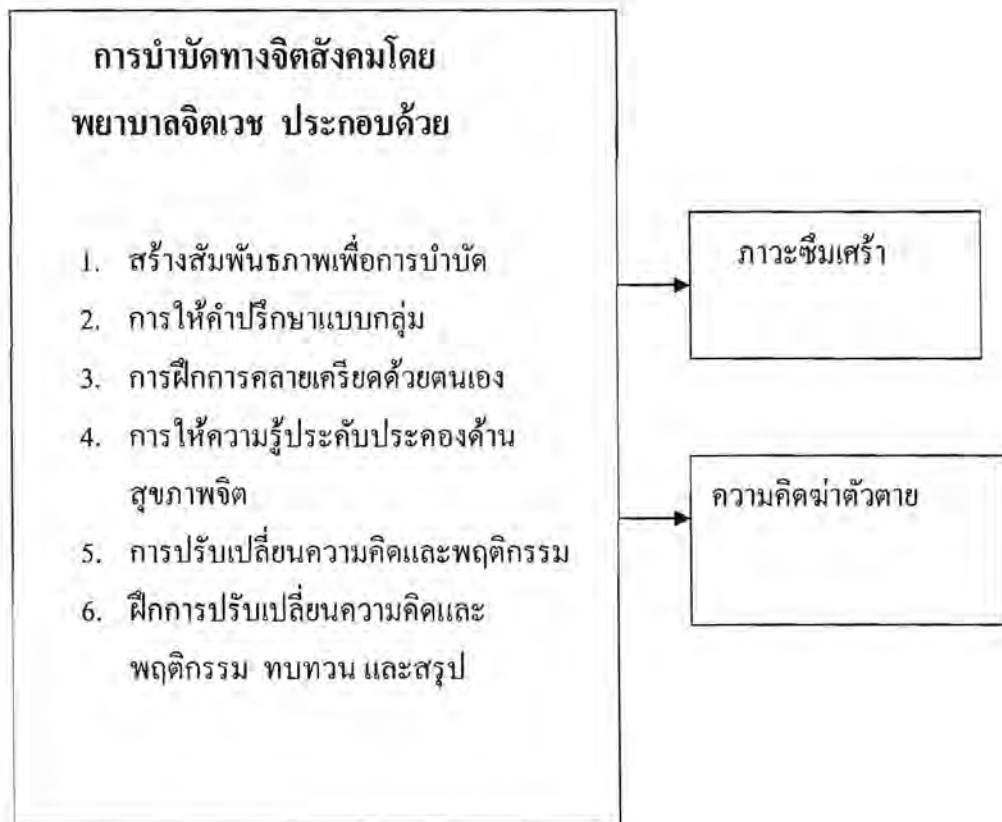 การบำบัดทางจิตสังคมโดย
พยาบาลจิตเวช ประกอบด้วย
1. สร้างสัมพันธภาพเพื่อการบำบัด
2. การให้คำปรึกษาแบบกลุ่ม
3. การฝึกการคลายเครียดด้วยตนเอง
4. การให้ความรู้ประคับประคองด้าน
สุขภาพจิต
5. การปรับเปลี่ยนความคิดและพฤติกรรม
6. ฝึกการปรับเปลี่ยนความคิดและ
พฤติกรรม ทบทวน และสรุป
ภาวะซึมเศร้า
ความคิดฆ่าตัวตาย